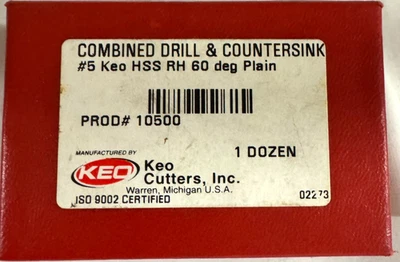 COMBINED DRILL & COUNTERSINK
#5 Keo HSS RH 60 deg Plain
PROD# 10500
MANUFACTURED BY
1 DOZEN
KEO
Keo
Cutters, Inc.
Warren, Michigan U.S.A.
ISO 9002 CERTIFIED